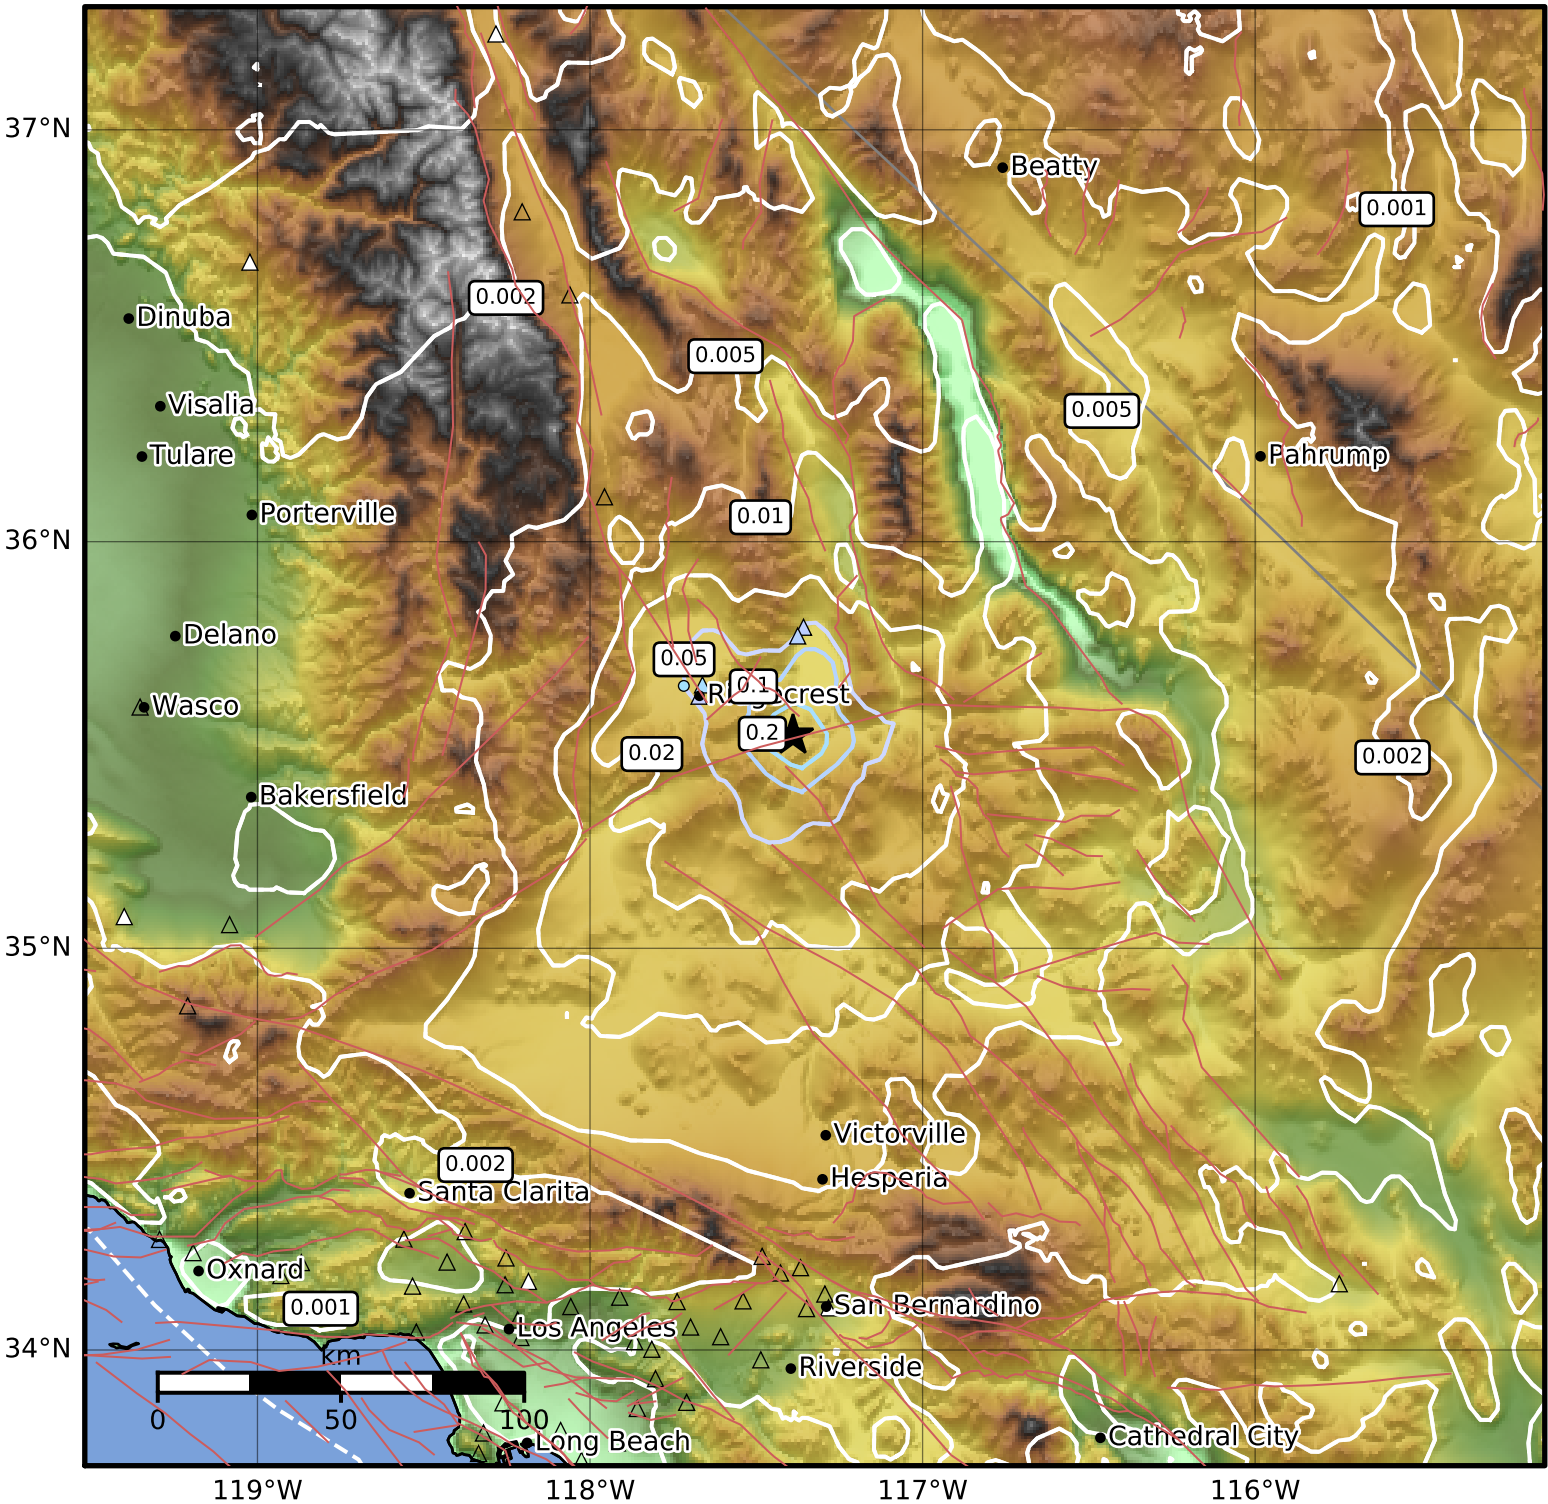 37°N
Beatty
0.001
0.002
Dinuba
0.005
Visalia
0.005
Tulare
Pahrump
Porterville
0.01
36°N
Delano
0.05
0.1
Ridgecrest
Wasco
0.2
0.02
0.002
Bakersfield
35°N
Victorville
0.002
Hesperia
Santa Clarita
Oxnard
0.001
San Bernardino
Los Angeles
34°N
km
Riverside
0 50 100
Long Beach
Cathedral City
119°W 118°W 117°W 116°W